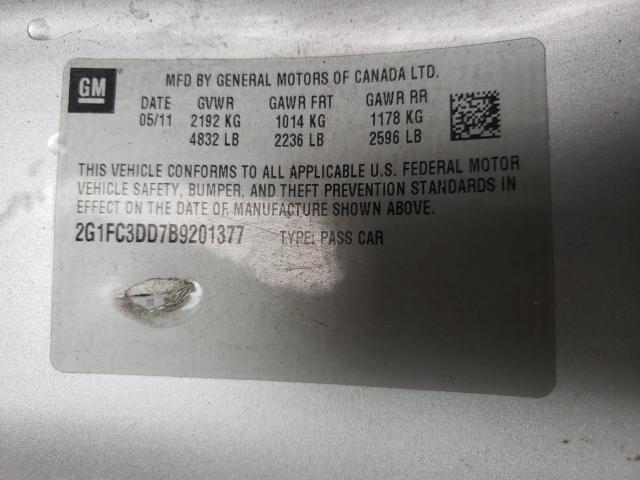 GM
MFD BY GENERAL MOTORS OF CANADA LTD.
DATE GVWR GAWR FRT GAWR RR
05/11 2192 KG 1014 KG 1178 KG
4832 LB 2236 LB 2596 LB
THIS VEHICLE CONFORMS TO ALL APPLICABLE U.S. FEDERAL MOTOR
VEHICLE SAFETY, BUMPER, AND THEFT PREVENTION STANDARDS IN
EFFECT ON THE DATE OF MANUFACTURE SHOWN ABOVE.
2G1FC3DD7B9201377 TYPE: PASS CAR